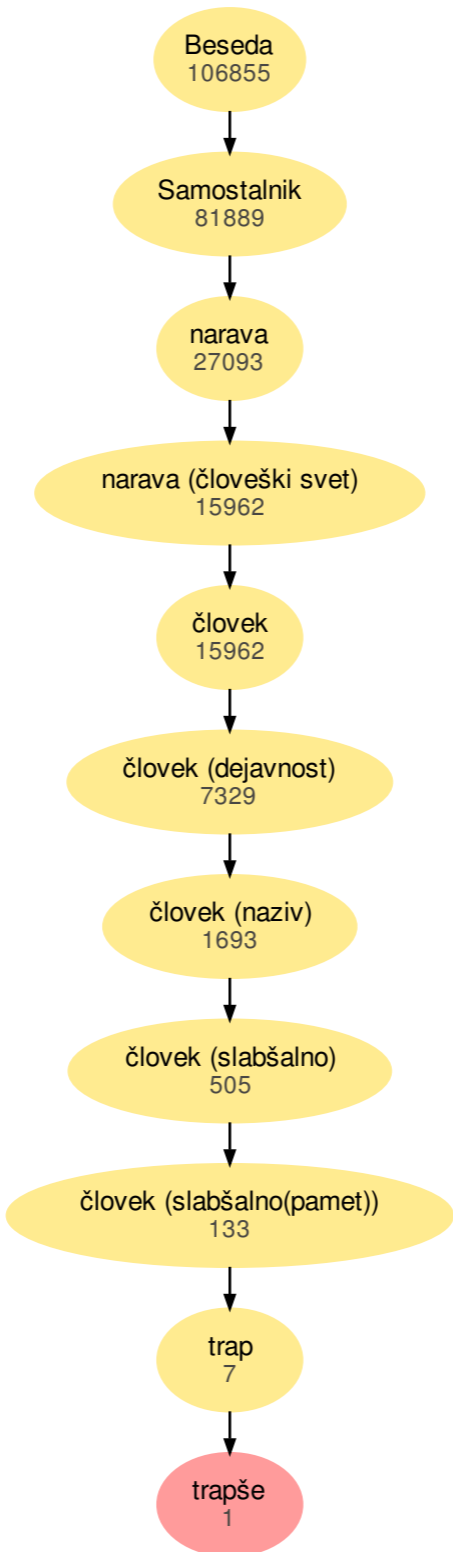 Beseda
106855
Samostalnik
81889
narava
27093
narava (človeški svet)
15962
človek
15962
človek (dejavnost)
7329
človek (naziv)
1693
človek (slabšalno)
505
človek (slabšalno(pamet))
133
trap
7
trapše
1